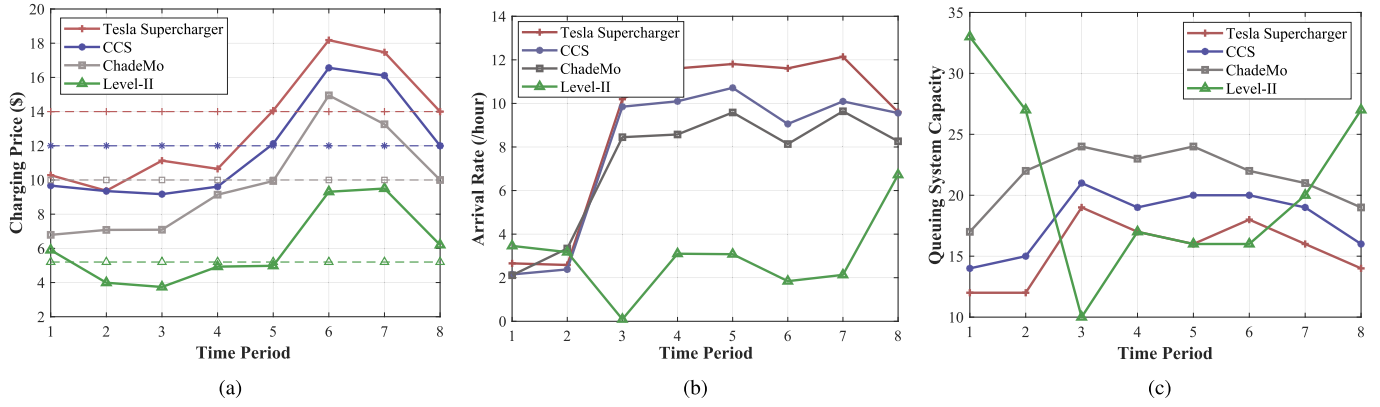 20
18
16
14
12
10
8
6
4
2
Charging Price ($)
Tesla Supercharger
CCS
ChadeMo
Level-II
1 2 3 4 5 6 7 8
Time Period
(a)
14
12
10
8
6
4
2
0
Arrival Rate (/hour)
Tesla Supercharger
CCS
ChadeMo
Level-II
1 2 3 4 5 6 7 8
Time Period
(b)
35
30
25
20
15
10
Queuing System Capacity
Tesla Supercharger
CCS
ChadeMo
Level-II
1 2 3 4 5 6 7 8
Time Period
(c)